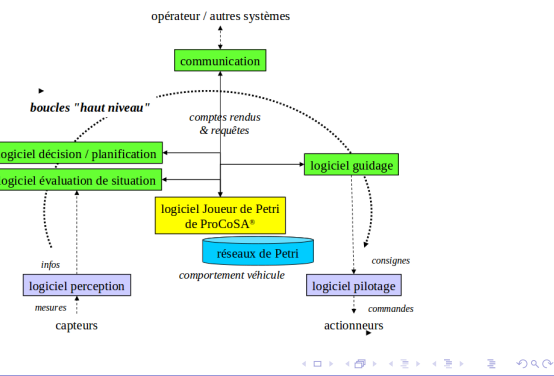 opérateur / autres systèmes
communication
boucles "haut niveau"
comptes rendus
& requêtes
logiciel décision / planification
logiciel guidage
logiciel évaluation de situation
logiciel Joueur de Petri
de ProCoSA®
réseaux de Petri
infos
consignes
comportement véhicule
logiciel perception
logiciel pilotage
mesures
commandes
capteurs
actionneurs